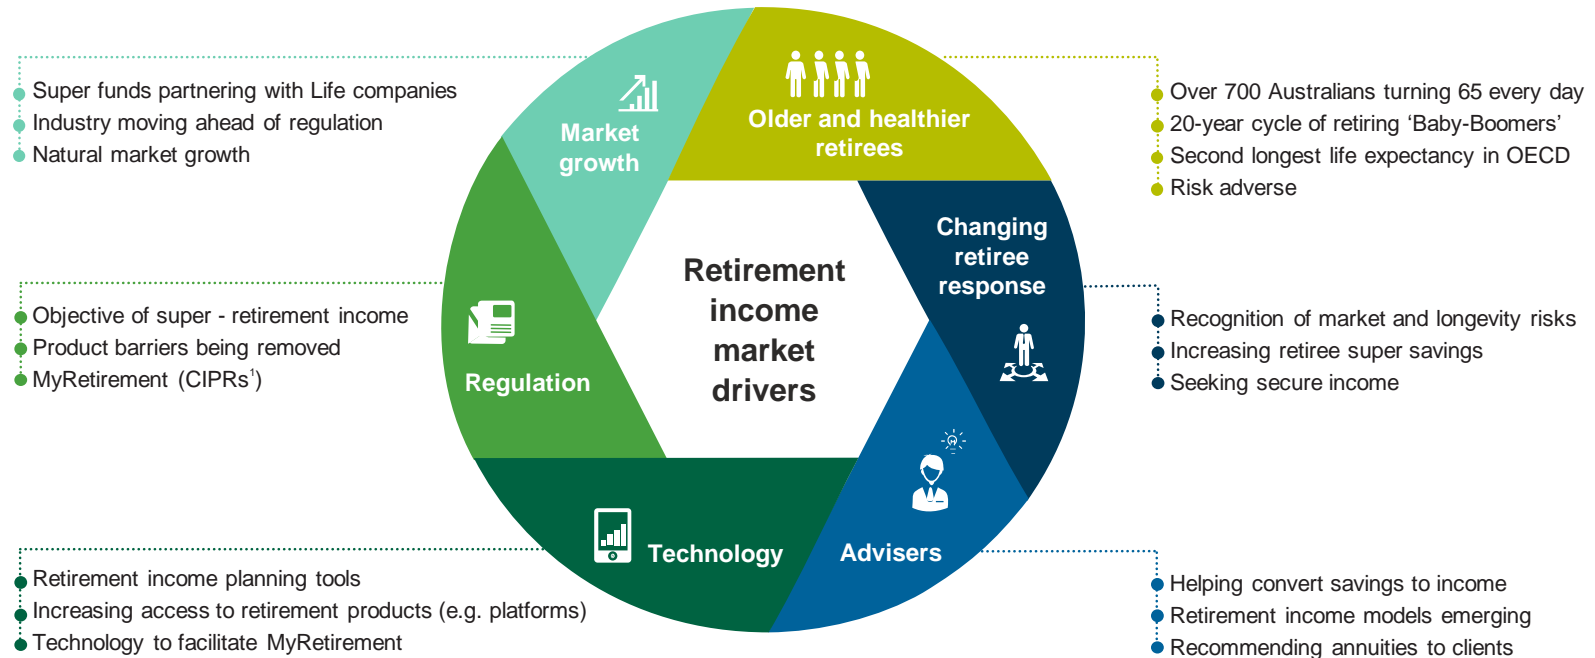 Super funds partnering with Life companies
Industry moving ahead of regulation
Natural market growth
Market
growth
Older and healthier
retirees
Over 700 Australians turning 65 every day
20-year cycle of retiring ‘Baby-Boomers’
Second longest life expectancy in OECD
Risk adverse
Objective of super - retirement income
Product barriers being removed
MyRetirement (CIPRs¹)
Regulation
Retirement
income
market
drivers
Changing
retiree
response
Recognition of market and longevity risks
Increasing retiree super savings
Seeking secure income
Retirement income planning tools
Increasing access to retirement products (e.g. platforms)
Technology to facilitate MyRetirement
Technology
Advisers
Helping convert savings to income
Retirement income models emerging
Recommending annuities to clients